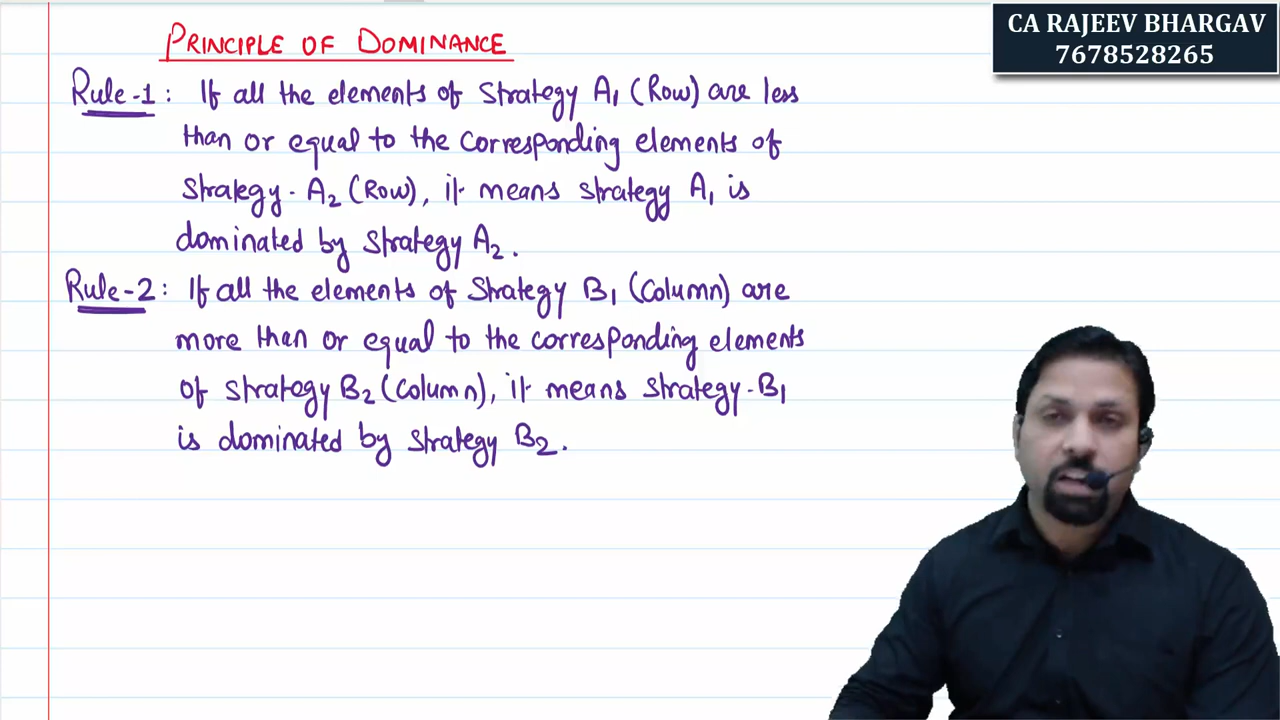 PRINCIPLE OF DOMINANCE
CA RAJEEV BHARGAV
7678528265
Rule-1: If all the elements of Strategy A1 (Row) are less
than or equal to the corresponding elements of
strategy - A2 (Row), it means strategy A1 is
dominated by strategy A2.
Rule-2: If all the elements of Strategy B1 (Column) are
more than or equal to the corresponding elements
of strategy B2 (Column), it means strategy - B1
is dominated by strategy B2.